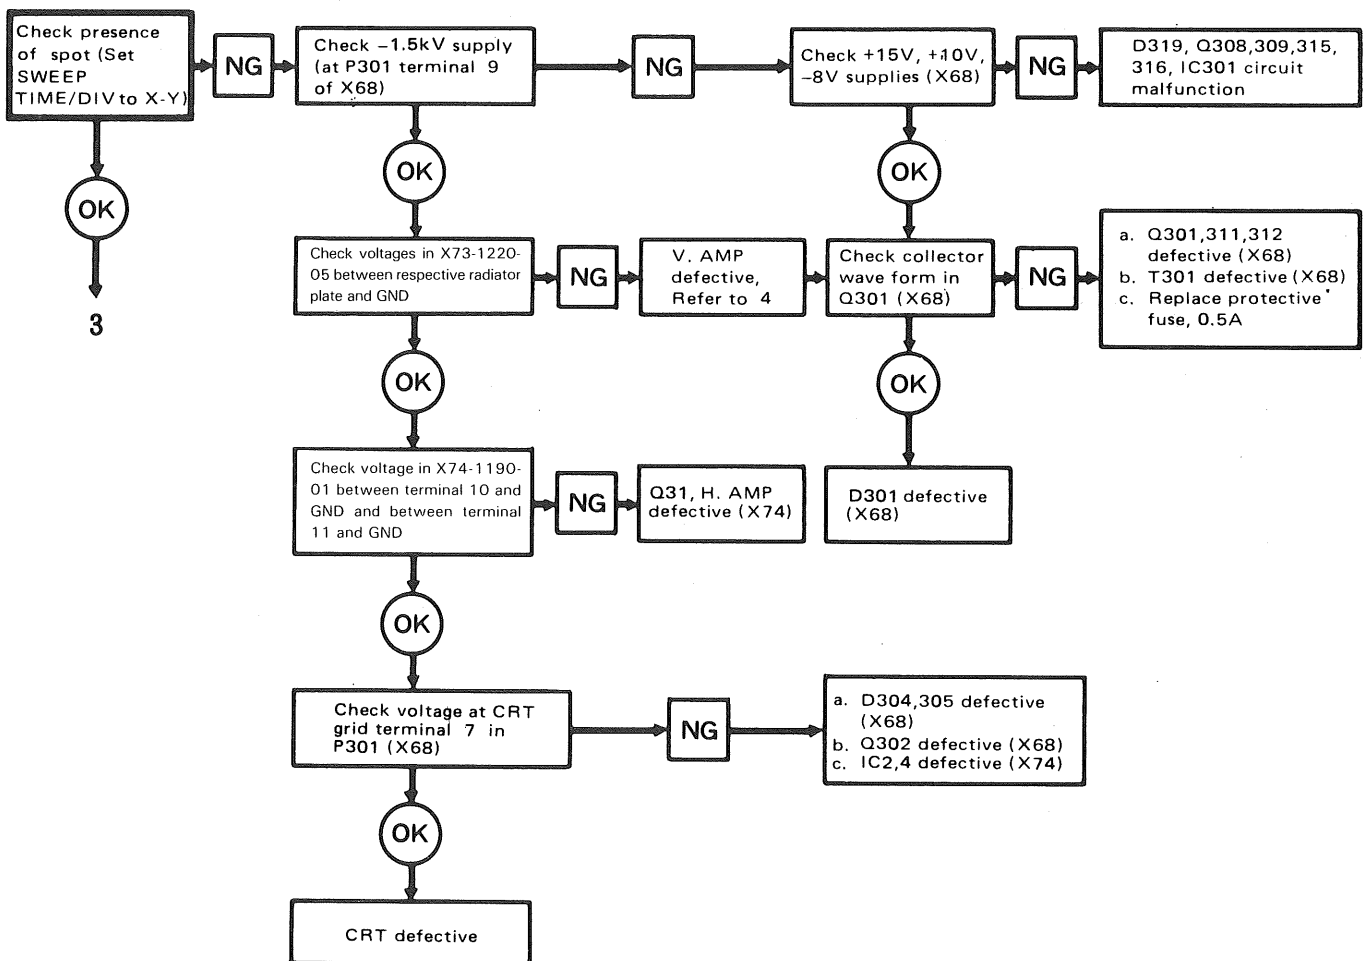 Check presence
of spot (Set
SWEEP
TIME/DIV to X-Y)
NG
Check -1.5kV supply
(at P301 terminal 9
of X68)
NG
Check +15V, +10V,
-8V supplies (X68)
NG
D319, Q308,309,315,
316, IC301 circuit
malfunction
OK
3
OK
OK
Check voltages in X73-1220-
05 between respective radiator
plate and GND
NG
V. AMP
defective,
Refer to 4
Check collector
wave form in
Q301 (X68)
NG
a. Q301,311,312
defective (X68)
b. T301 defective (X68)
c. Replace protective
fuse, 0.5A
OK
OK
Check voltage in X74-1190-
01 between terminal 10 and
GND and between terminal
11 and GND
NG
Q31, H. AMP
defective (X74)
D301 defective
(X68)
OK
Check voltage at CRT
grid terminal 7 in
P301 (X68)
NG
a. D304,305 defective
(X68)
b. Q302 defective (X68)
c. IC2,4 defective (X74)
OK
CRT defective